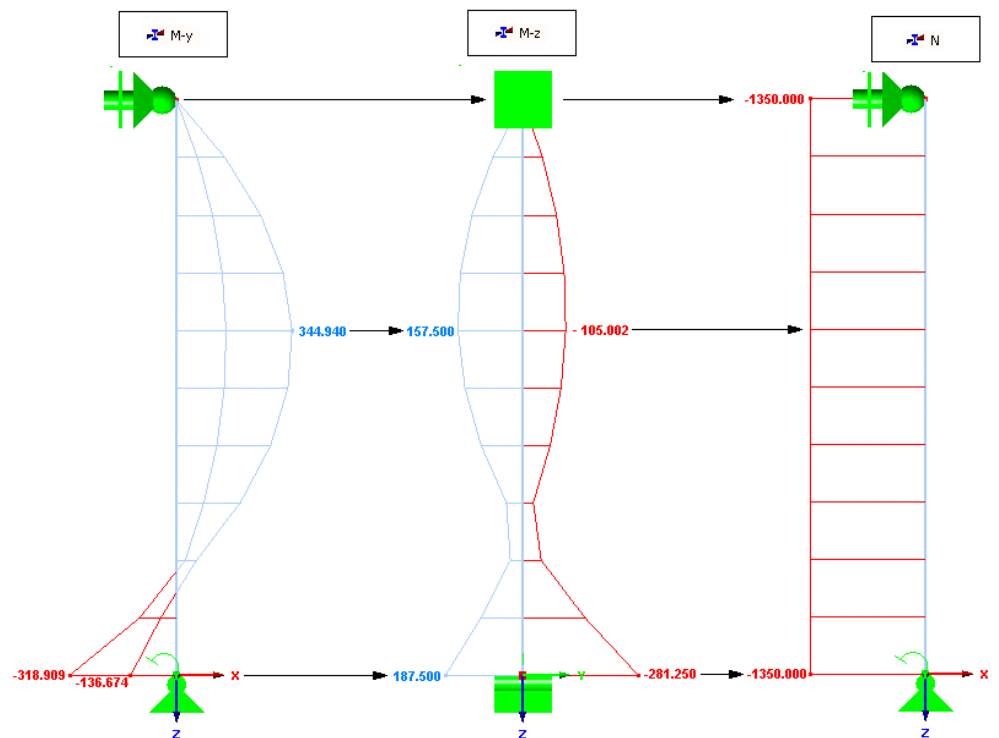 M-y
M-z
N
-1350.000
344.940
157.500
- 105.002
-318.909
-136.674
X
187.500
Y
-281.250
-1350.000
X
Z
Z
Z